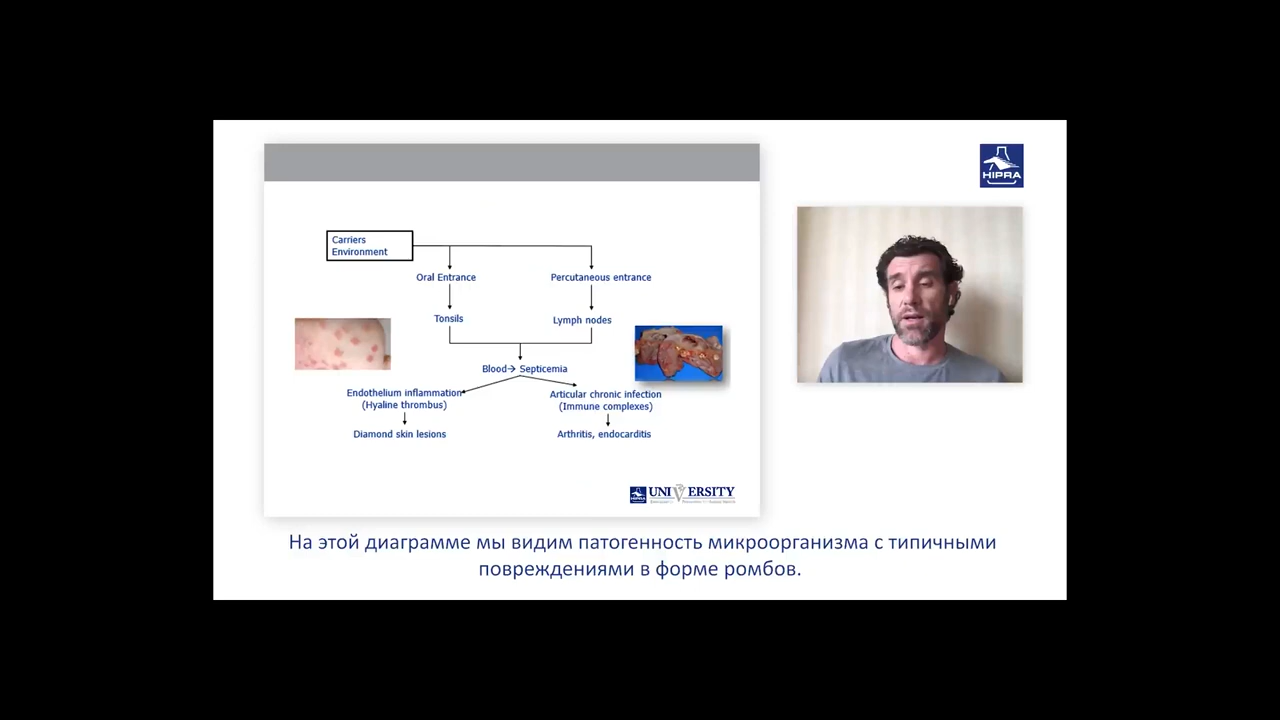 HIPRA
Carriers
Environment
Oral Entrance
Percutaneous entrance
Tonsils
Lymph nodes
Blood→ Septicemia
Endothelium inflammation
(Hyaline thrombus)
Articular chronic infection
(Immune complexes)
Diamond skin lesions
Arthritis, endocarditis
HIPRA UNIVERSITY
На этой диаграмме мы видим патогенность микроорганизма с типичными
повреждениями в форме ромбов.